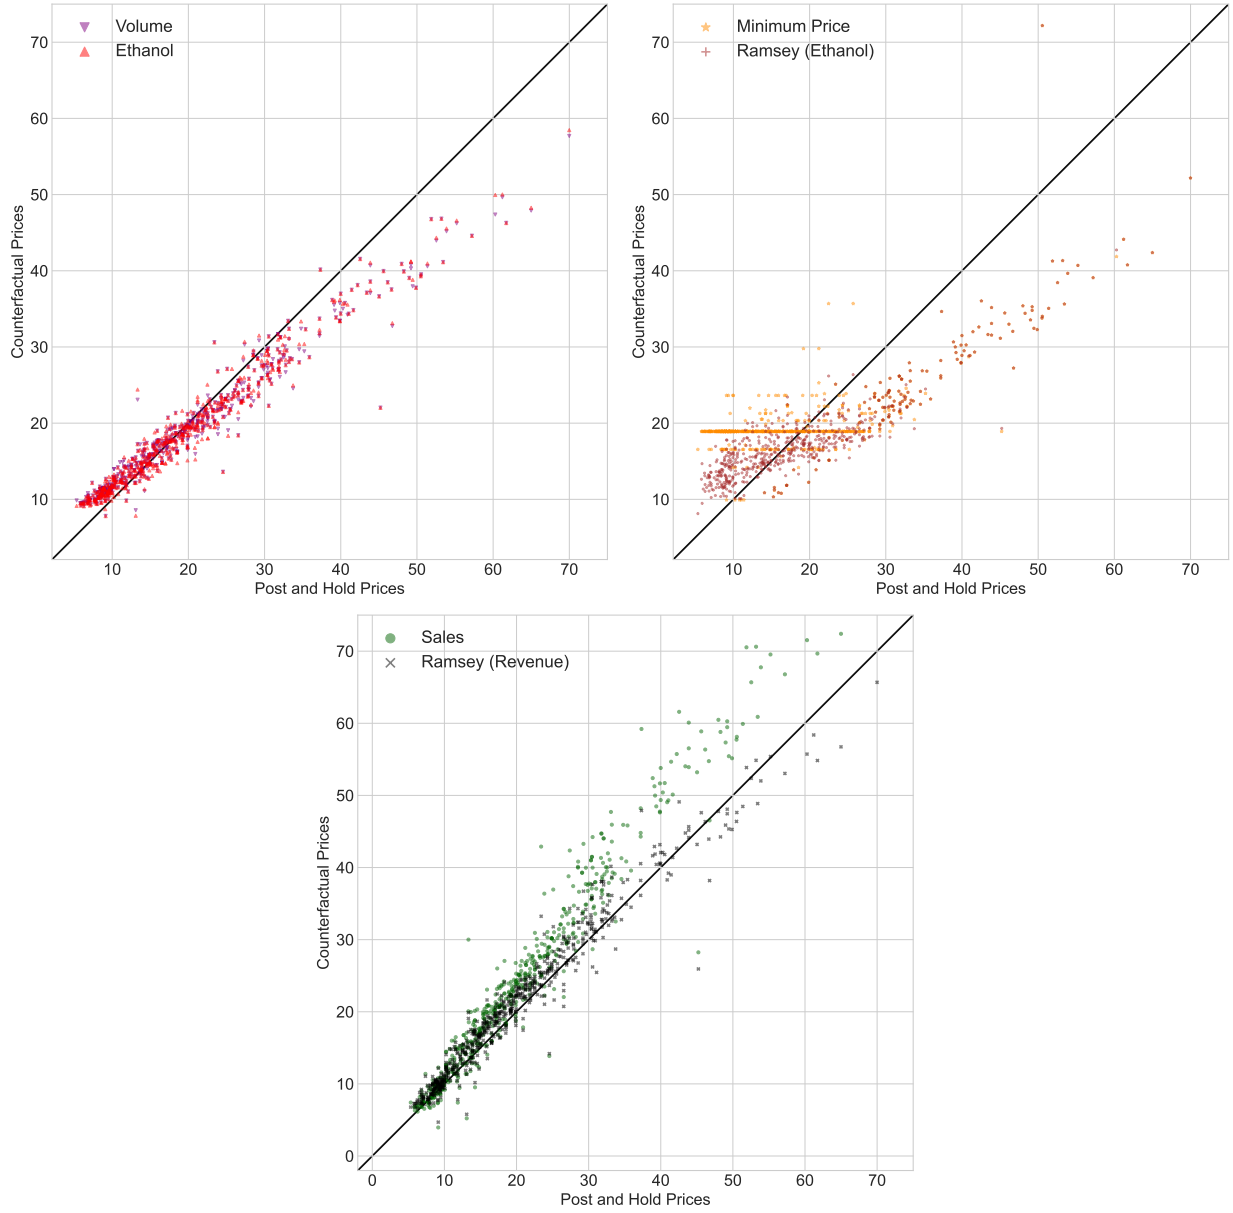 Volume
Ethanol
70
60
50
40
30
20
10
Counterfactual Prices
10 20 30 40 50 60 70
Post and Hold Prices
Minimum Price
Ramsey (Ethanol)
70
60
50
40
30
20
10
Counterfactual Prices
10 20 30 40 50 60 70
Post and Hold Prices
Sales
Ramsey (Revenue)
70
60
50
40
30
20
10
0
Counterfactual Prices
0 10 20 30 40 50 60 70
Post and Hold Prices